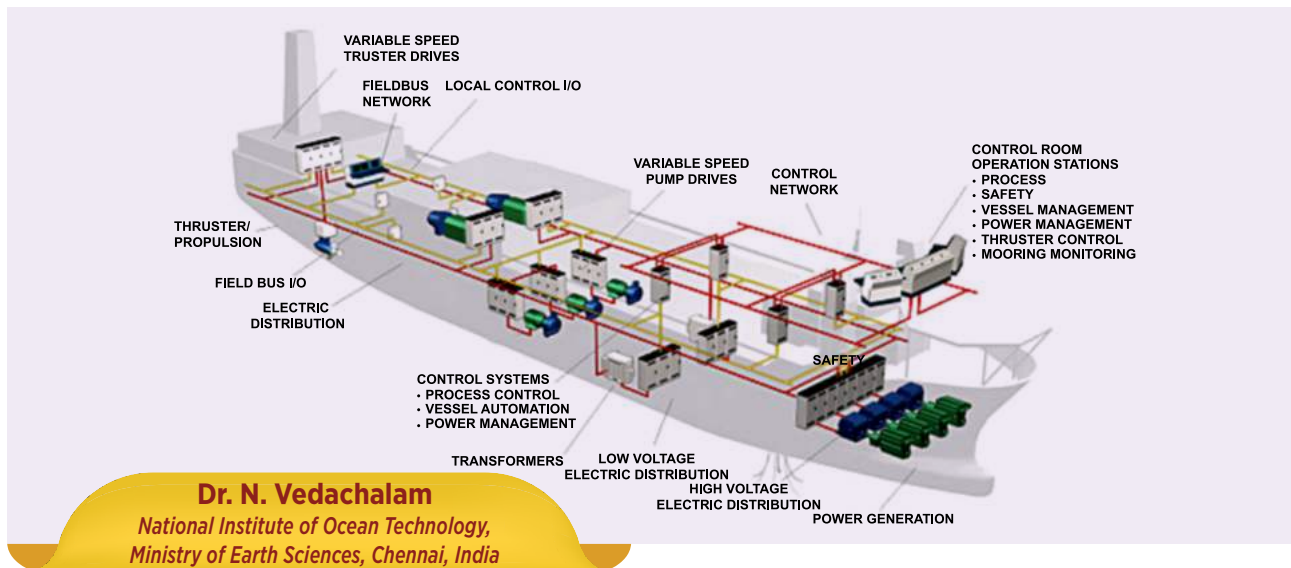 VARIABLE SPEED
TRUSTER DRIVES
FIELDBUS
NETWORK
LOCAL CONTROL I/O
VARIABLE SPEED
PUMP DRIVES
CONTROL
NETWORK
CONTROL ROOM
OPERATION STATIONS
• PROCESS
• SAFETY
• VESSEL MANAGEMENT
• POWER MANAGEMENT
• THRUSTER CONTROL
• MOORING MONITORING
THRUSTER/
PROPULSION
FIELD BUS I/O
ELECTRIC
DISTRIBUTION
SAFETY
CONTROL SYSTEMS
• PROCESS CONTROL
• VESSEL AUTOMATION
• POWER MANAGEMENT
TRANSFORMERS
LOW VOLTAGE
ELECTRIC DISTRIBUTION
HIGH VOLTAGE
ELECTRIC DISTRIBUTION
POWER GENERATION
Dr. N. Vedachalam
National Institute of Ocean Technology,
Ministry of Earth Sciences, Chennai, India